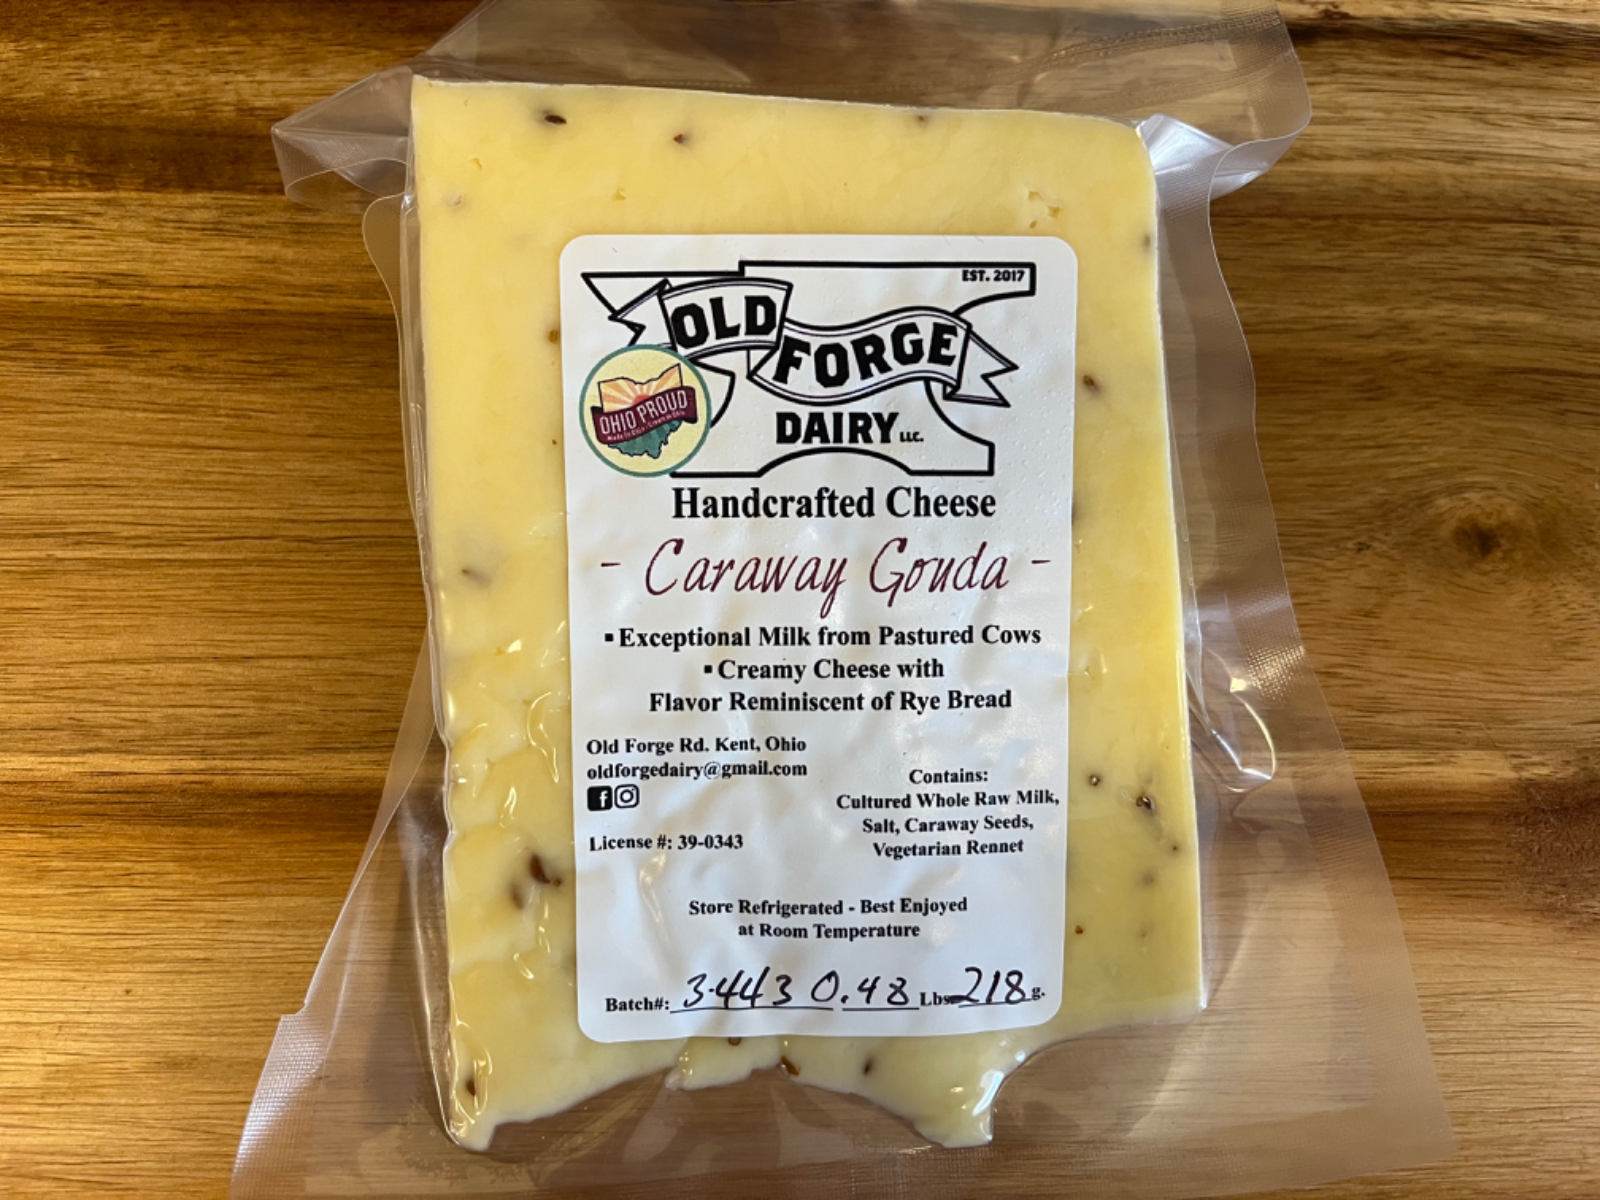 EST. 2017
OLD
FORGE
DAIRY LLC.
OHIO PROUD
Handcrafted Cheese
- Caraway Gouda -
▪ Exceptional Milk from Pastured Cows
▪ Creamy Cheese with
Flavor Reminiscent of Rye Bread
Old Forge Rd. Kent, Ohio
oldforgedairy@gmail.com
License #: 39-0343
Contains:
Cultured Whole Raw Milk,
Salt, Caraway Seeds,
Vegetarian Rennet
Store Refrigerated - Best Enjoyed
at Room Temperature
Batch#: 3-443 0.48 Lbs 218 g.